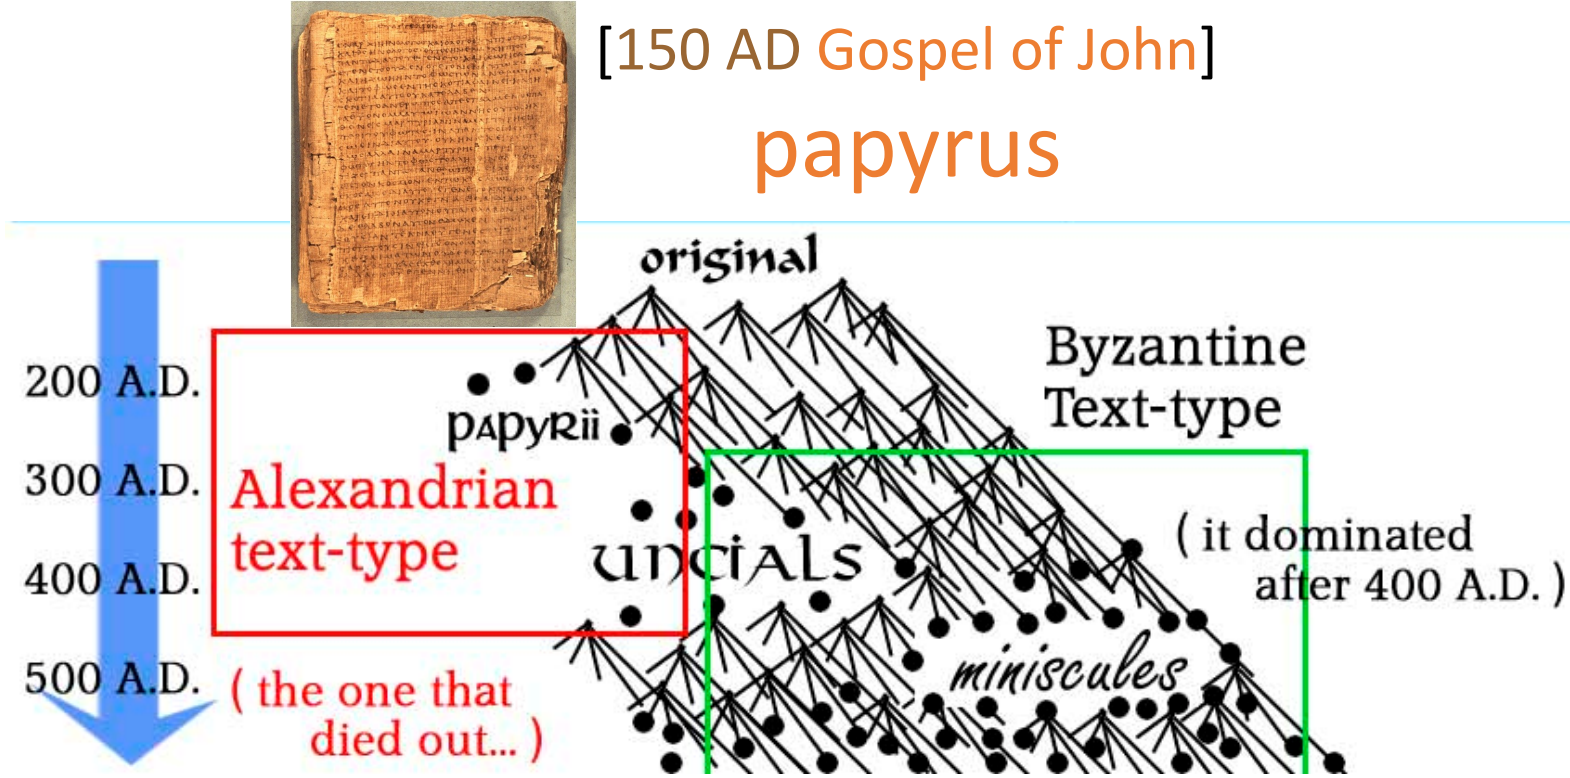 [150 AD Gospel of John]
papyrus
original
Byzantine
Text-type
200 A.D.
papyrii
300 A.D.
Alexandrian
text-type
uncials
( it dominated
after 400 A.D. )
400 A.D.
miniscules
500 A.D.
( the one that
died out... )